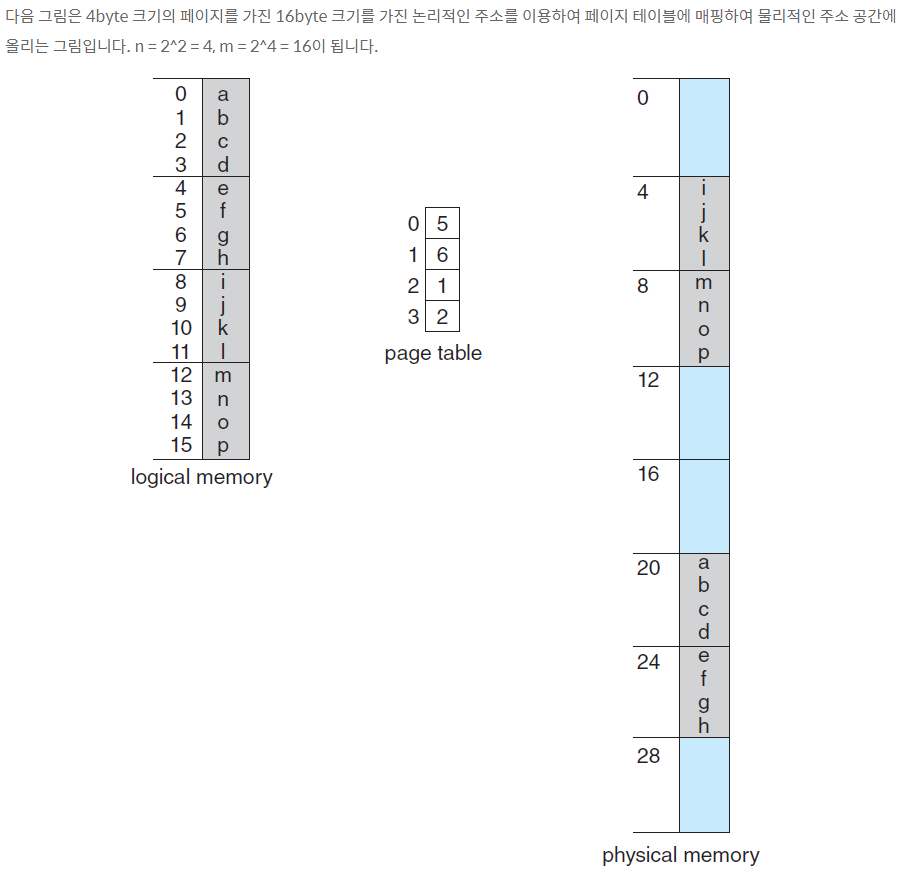 다음 그림은 4byte 크기의 페이지를 가진 16byte 크기를 가진 논리적인 주소를 이용하여 페이지 테이블에 매핑하여 물리적인 주소 공간에
올리는 그림입니다. n = 2^2 = 4, m = 2^4 = 16이 됩니다.
0 a
1 b
2 c
3 d
4 e
5 f
6 g
7 h
8 i
9 j
10 k
11 l
12 m
13 n
14 o
15 p
logical memory
0 5
1 6
2 1
3 2
page table
0
4 i
j
k
l
8 m
n
o
p
12
16
20 a
b
c
d
24 e
f
g
h
28
physical memory